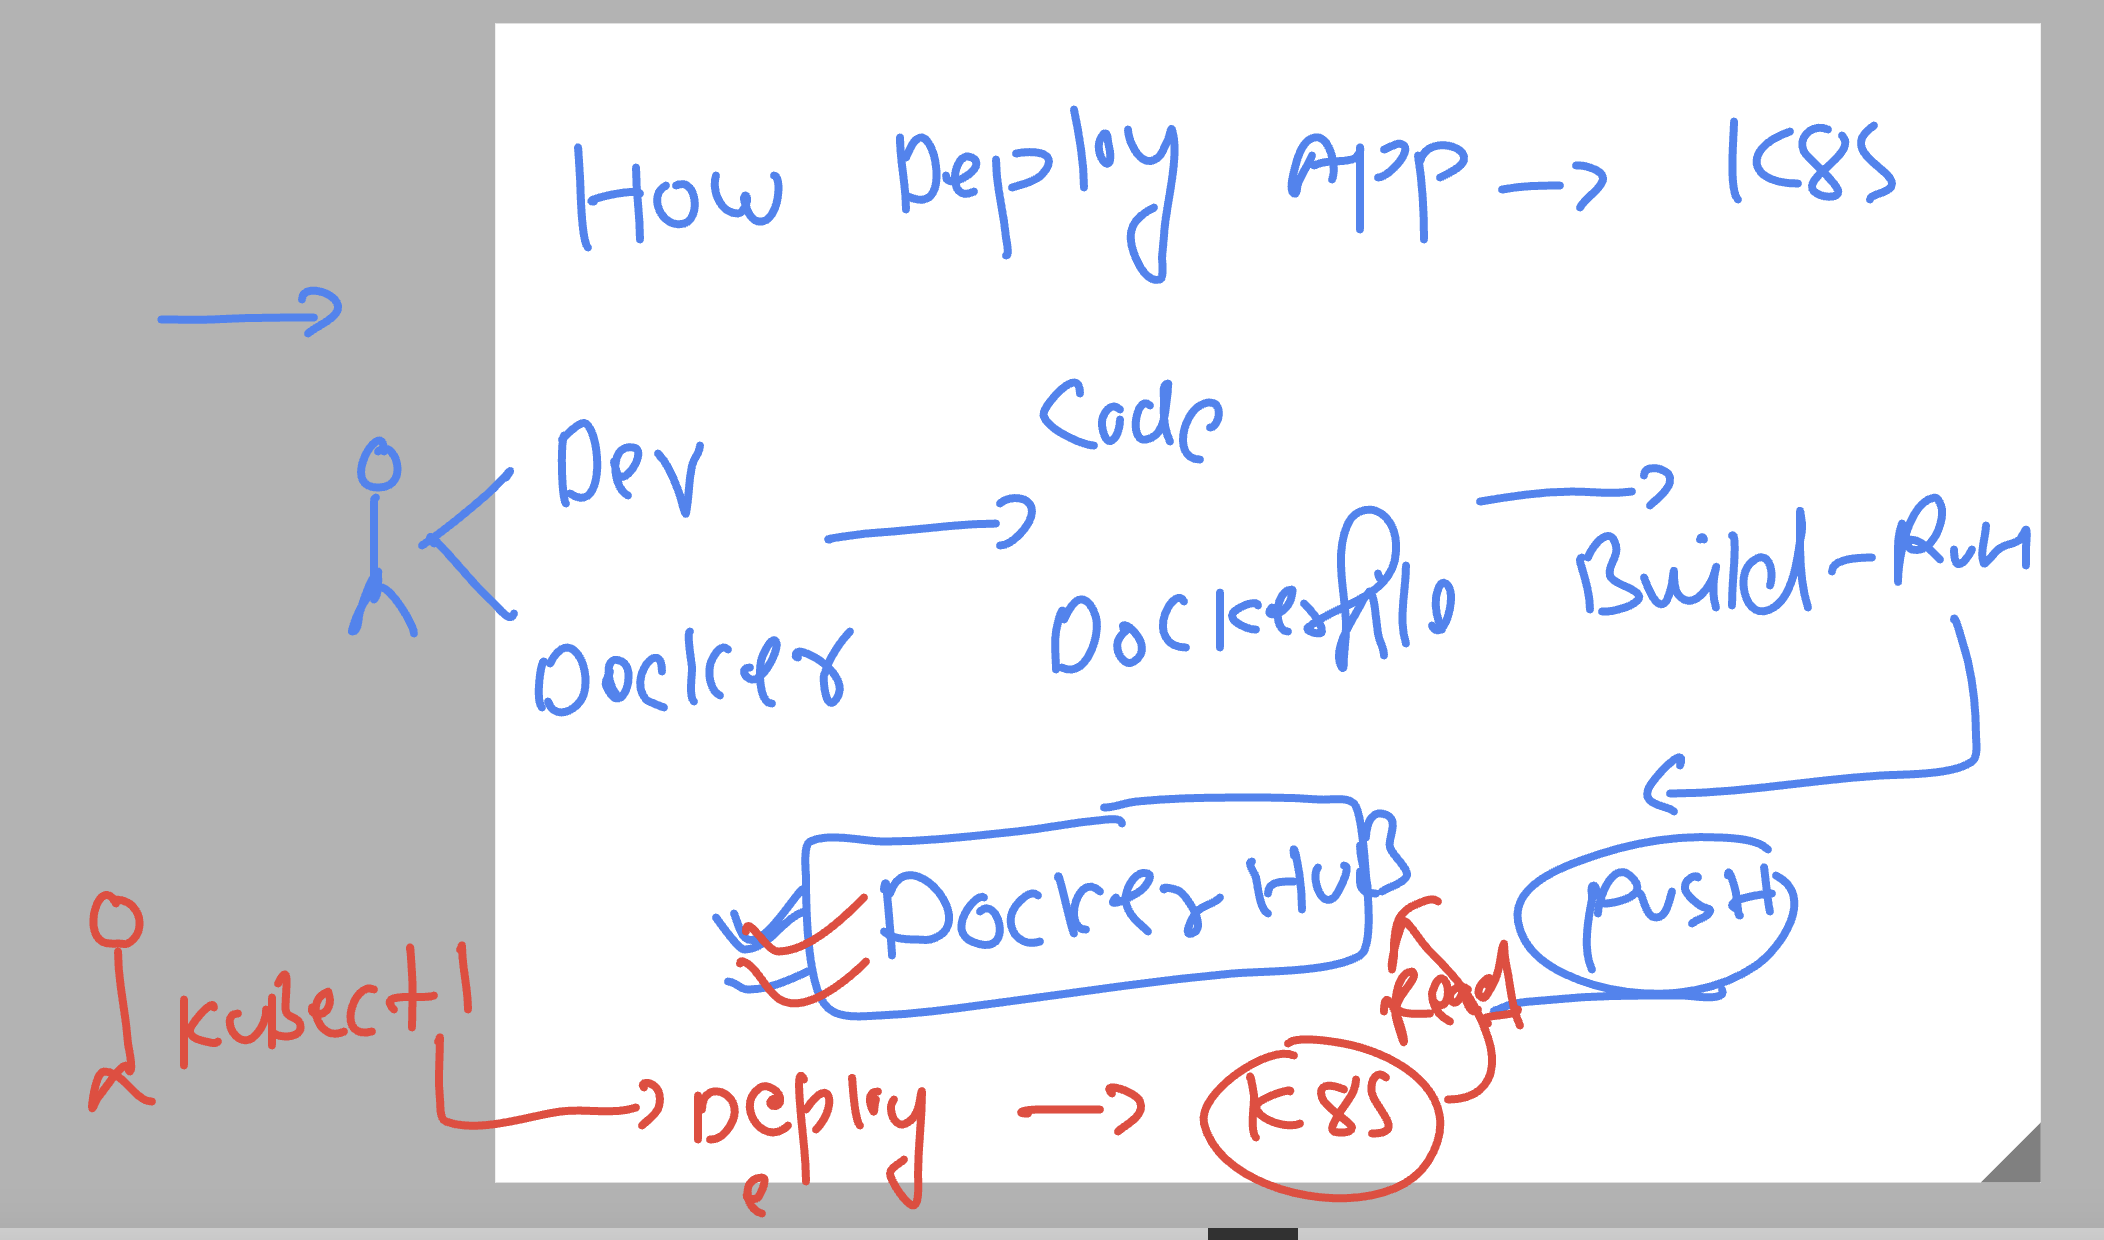 How Deploy App → K8S
Code
Dev
Dockerfile
Build-Run
Docker
Docker HUB
PUSH
Read
kubectl
Deploy → K8S
e